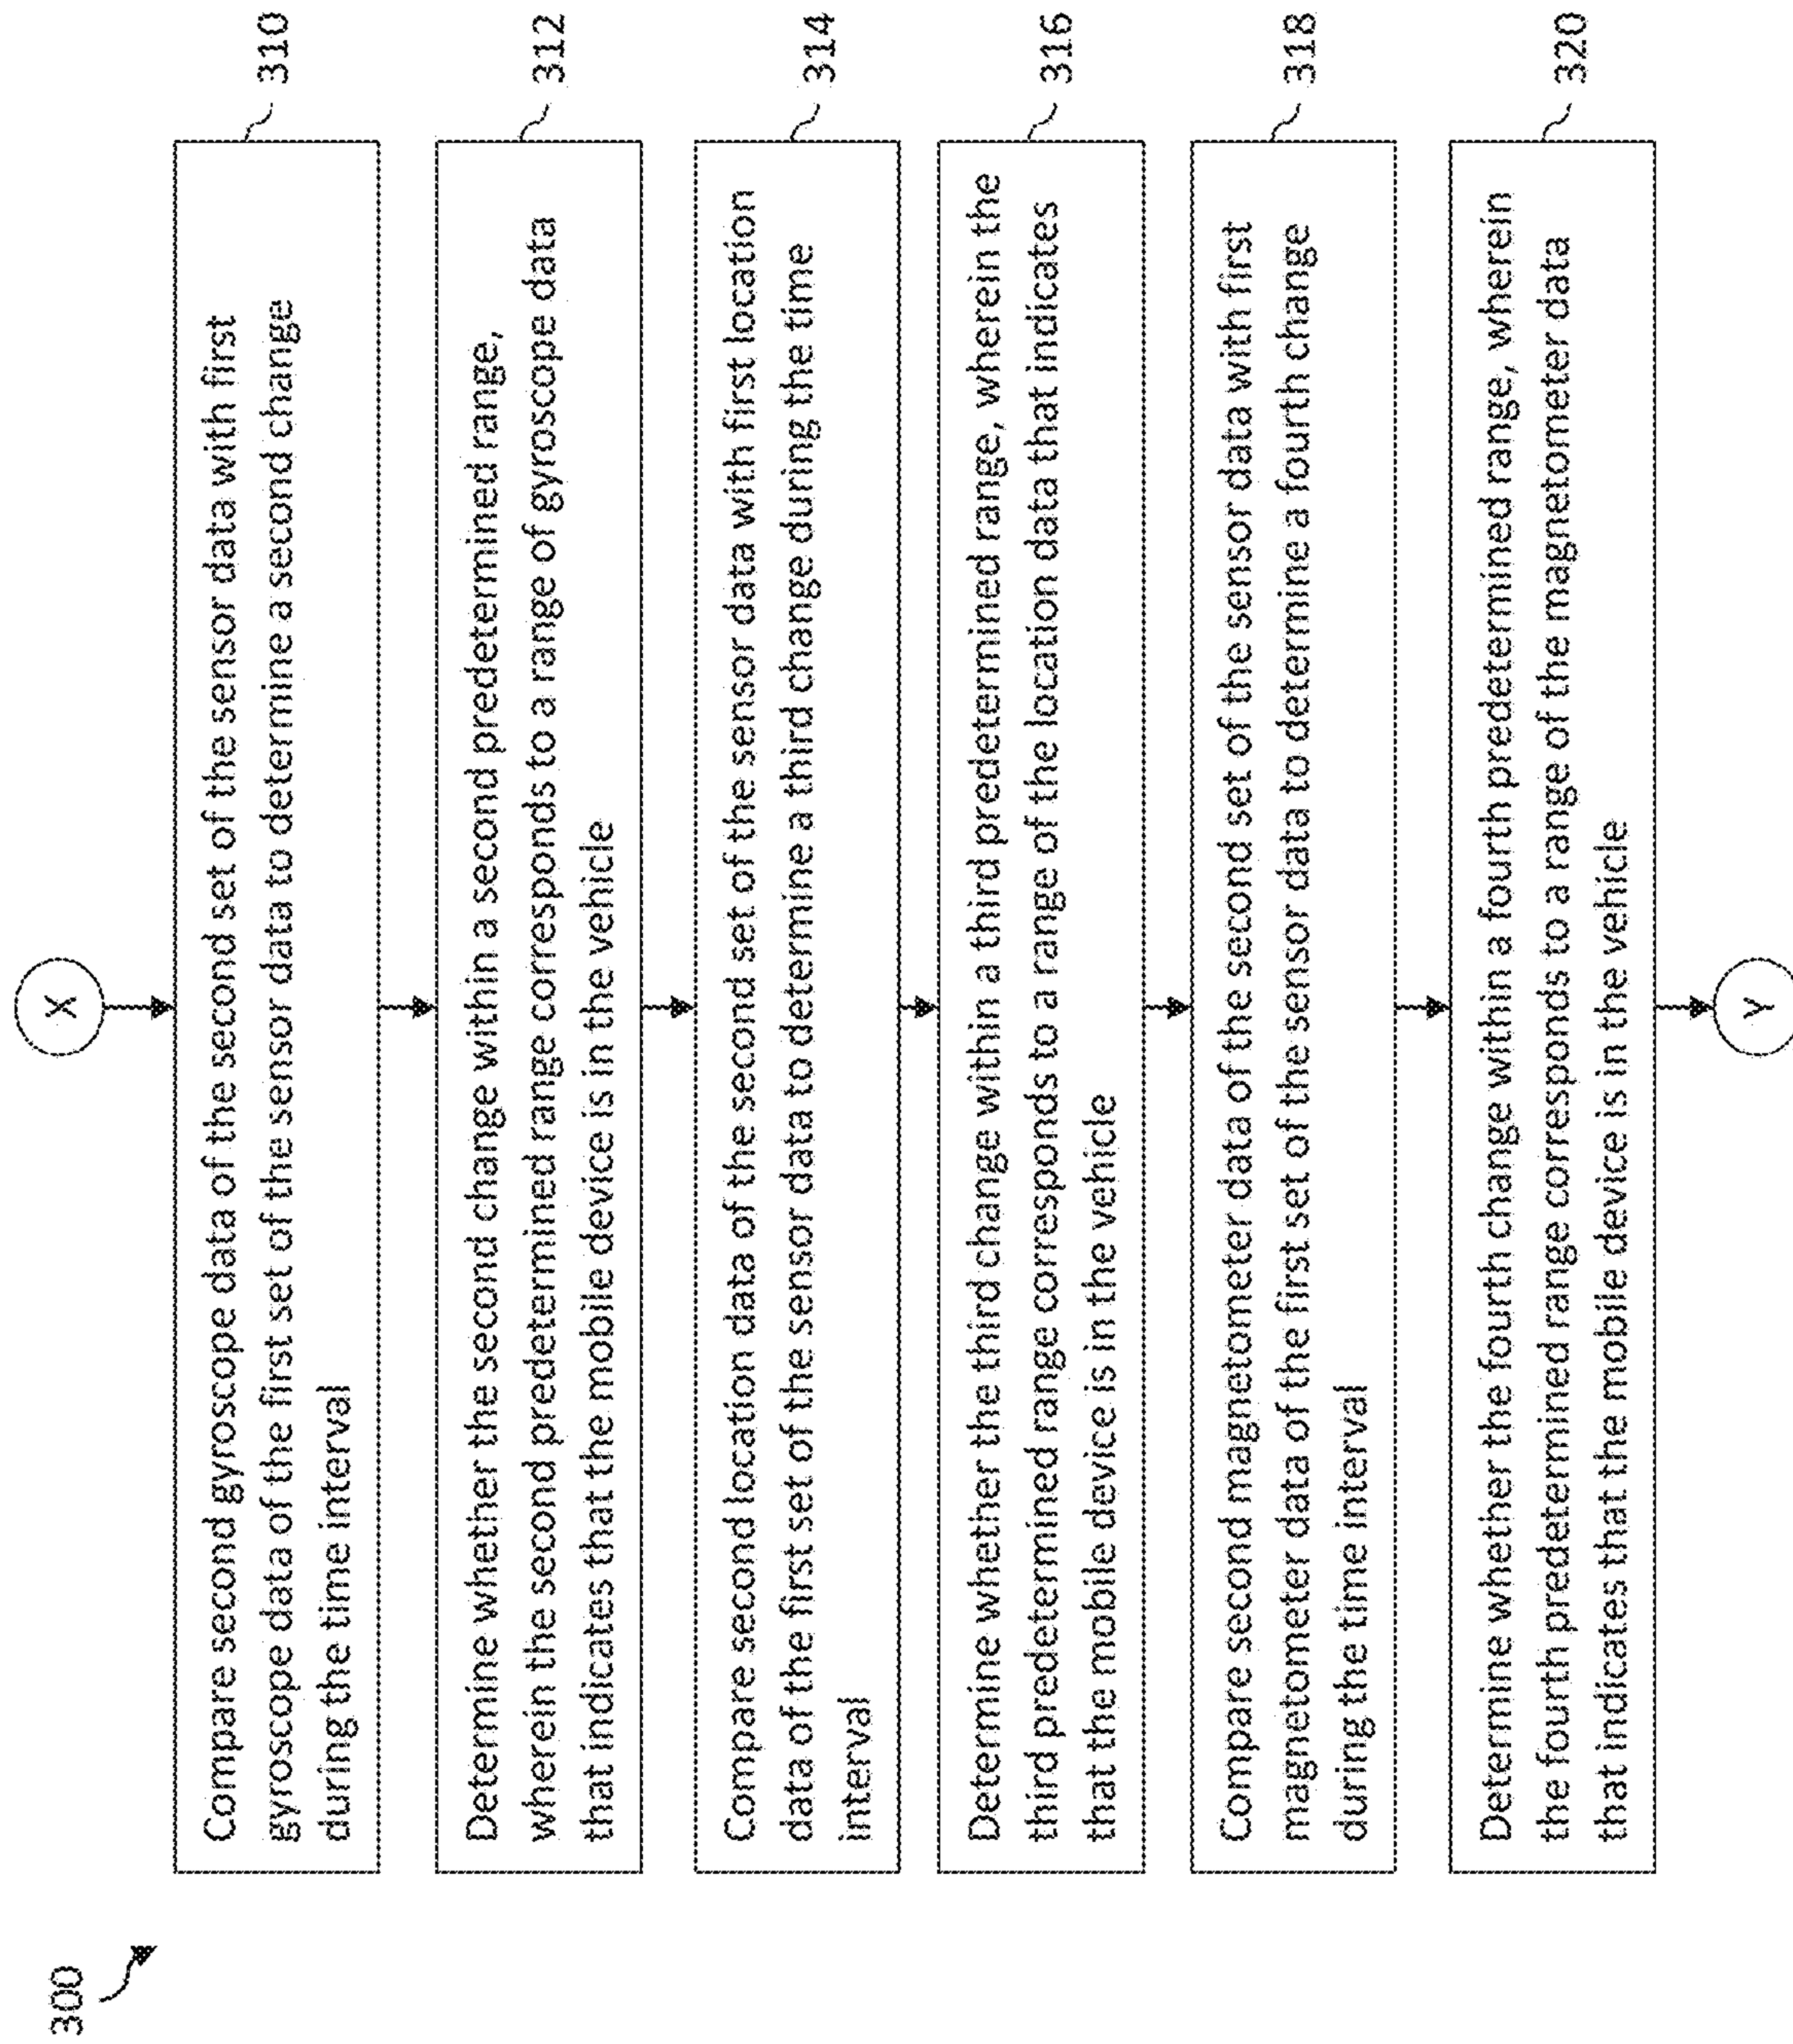 300
X
Compare second gyroscope data of the second set of the sensor data with first
gyroscope data of the first set of the sensor data to determine a second change
during the time interval
310
Determine whether the second change within a second predetermined range,
wherein the second predetermined range corresponds to a range of gyroscope data
that indicates that the mobile device is in the vehicle
312
Compare second location data of the second set of the sensor data with first location
data of the first set of the sensor data to determine a third change during the time
interval
314
Determine whether the third change within a third predetermined range, wherein the
third predetermined range corresponds to a range of the location data that indicates
that the mobile device is in the vehicle
316
Compare second magnetometer data of the second set of the sensor data with first
magnetometer data of the first set of the sensor data to determine a fourth change
during the time interval
318
Determine whether the fourth change within a fourth predetermined range, wherein
the fourth predetermined range corresponds to a range of the magnetometer data
that indicates that the mobile device is in the vehicle
320
Y